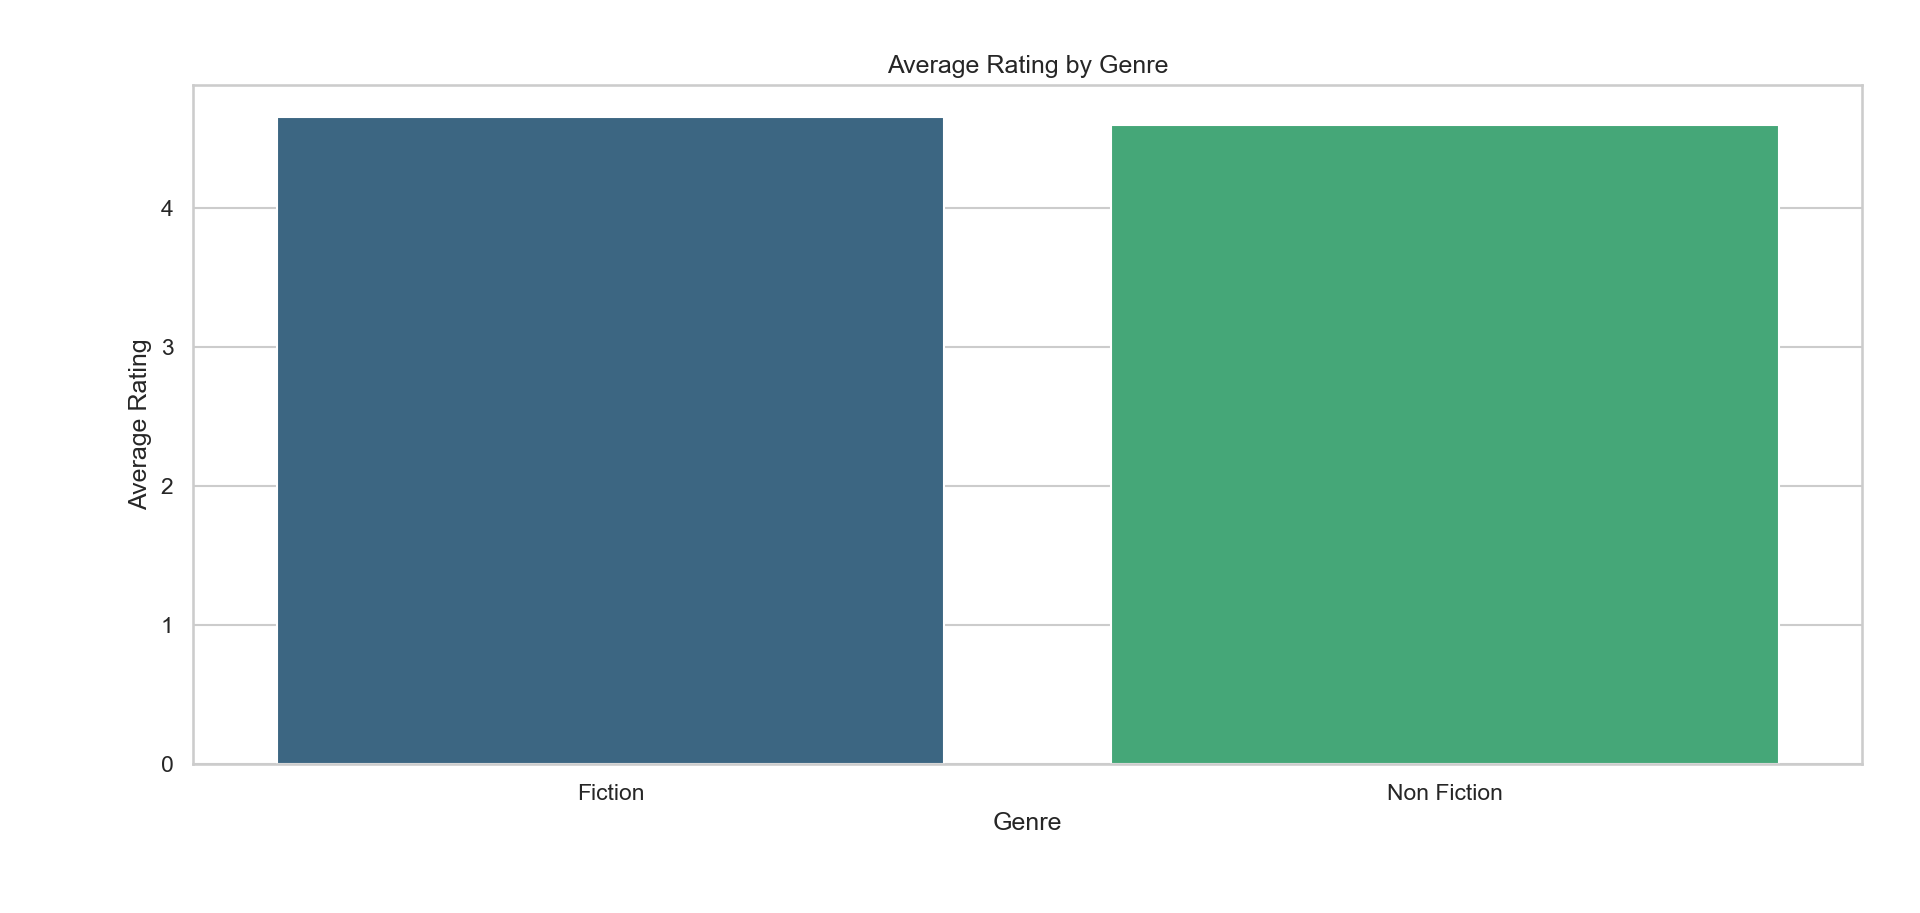 Average Rating by Genre
Average Rating
4
3
2
1
0
Fiction
Non Fiction
Genre